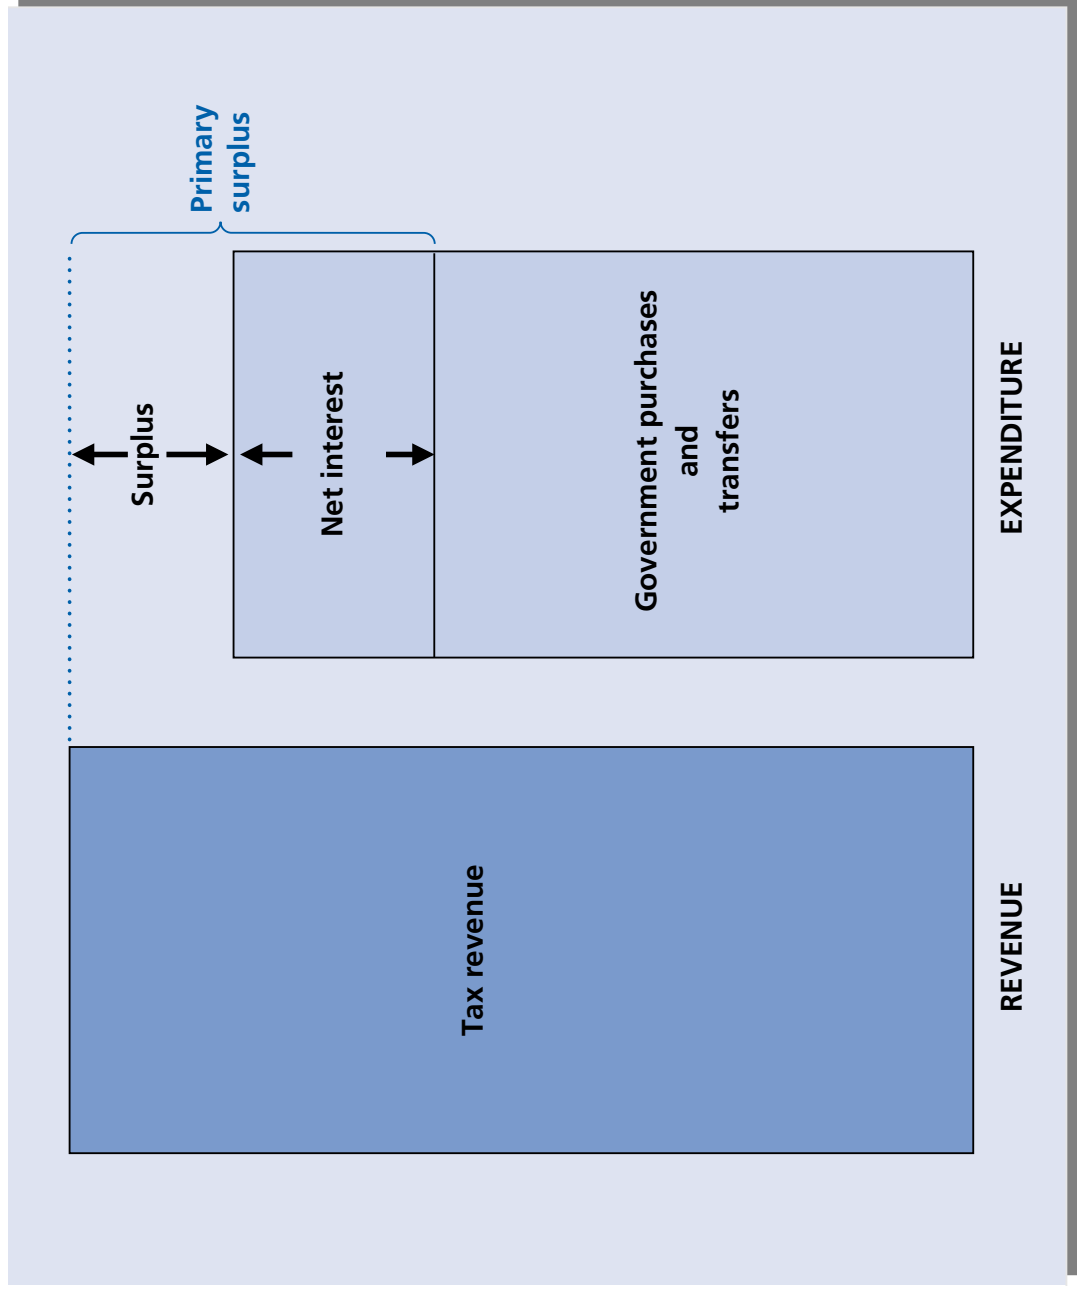 REVENUE
Tax revenue
EXPENDITURE
Surplus
Net interest
Government purchases
and
transfers
Primary
surplus